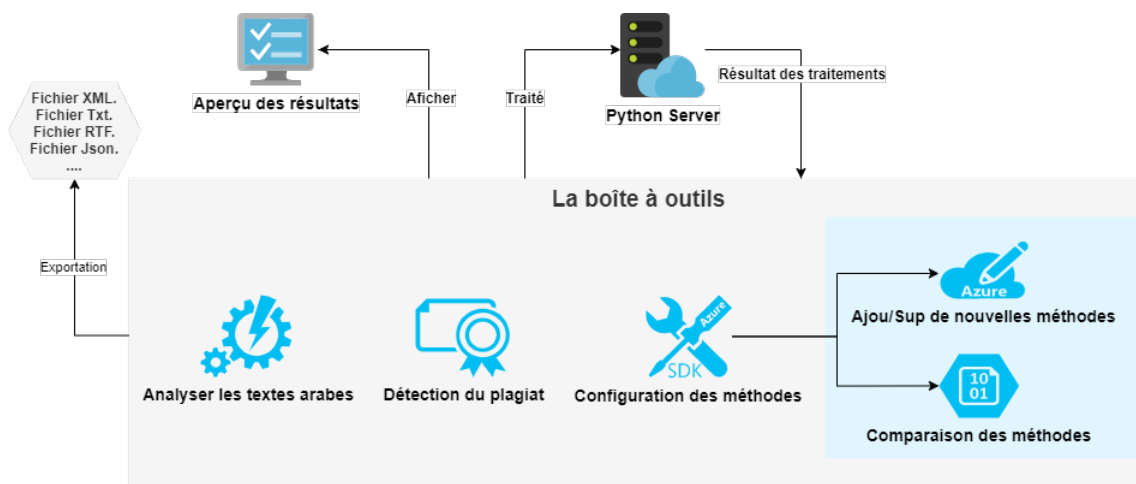 Aperçu des résultats
Aficher
Traité
Python Server
Résultat des traitements
Fichier XML.
Fichier Txt.
Fichier RTF.
Fichier Json.
....
Exportation
La boîte à outils
Analyser les textes arabes
Détection du plagiat
Azure
SDK
Configuration des méthodes
Azure
Ajou/Sup de nouvelles méthodes
10
01
Comparaison des méthodes